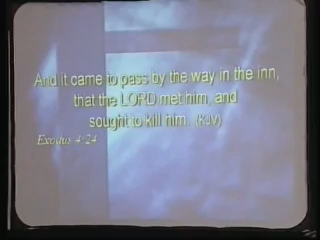 And it came to pass by the way in the inn,
that the LORD met him, and
sought to kill him. (KJV)
Exodus 4:24